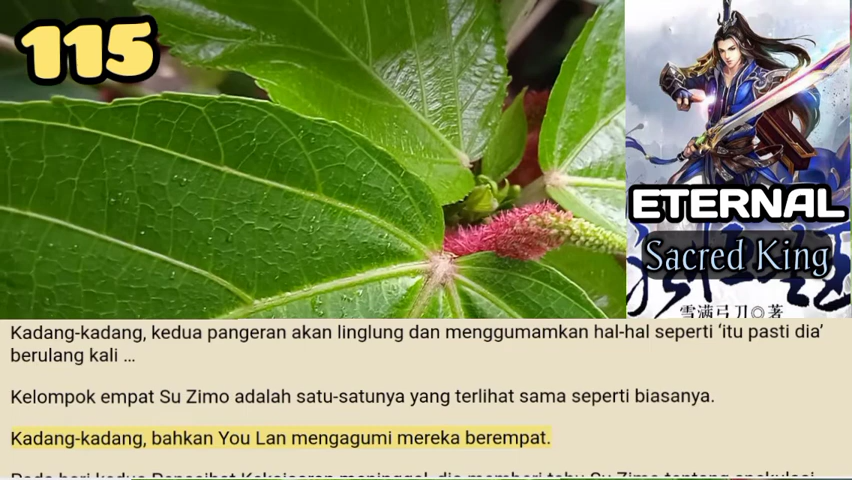 115
ETERNAL
Sacred King
雪满弓刀◎著
Kadang-kadang, kedua pangeran akan linglung dan menggumamkan hal-hal seperti ‘itu pasti dia’
berulang kali ...
Kelompok empat Su Zimo adalah satu-satunya yang terlihat sama seperti biasanya.
Kadang-kadang, bahkan You Lan mengagumi mereka berempat.